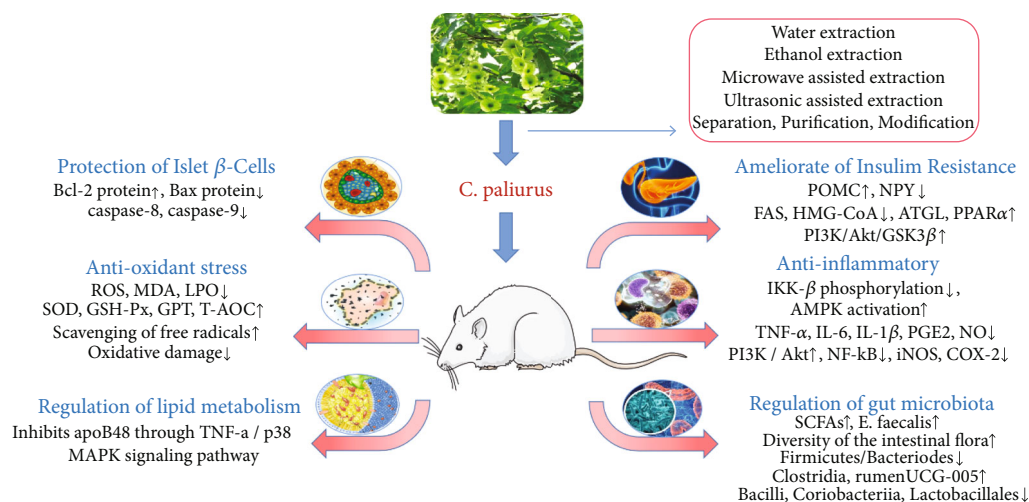 Water extraction
Ethanol extraction
Microwave assisted extraction
Ultrasonic assisted extraction
Separation, Purification, Modification
C. paliurus
Protection of Islet β-Cells
Bcl-2 protein↑, Bax protein↓
caspase-8, caspase-9↓
Anti-oxidant stress
ROS, MDA, LPO↓
SOD, GSH-Px, GPT, T-AOC↑
Scavenging of free radicals↑
Oxidative damage↓
Regulation of lipid metabolism
Inhibits apoB48 through TNF-a / p38
MAPK signaling pathway
Ameliorate of Insulim Resistance
POMC↑, NPY↓
FAS, HMG-CoA↓, ATGL, PPARα↑
PI3K/Akt/GSK3β↑
Anti-inflammatory
IKK-β phosphorylation↓,
AMPK activation↑
TNF-α, IL-6, IL-1β, PGE2, NO↓
PI3K / Akt↑, NF-kB↓, iNOS, COX-2↓
Regulation of gut microbiota
SCFAs↑, E. faecalis↑
Diversity of the intestinal flora↑
Firmicutes/Bacteriodes↓
Clostridia, rumenUCG-005↑
Bacilli, Coriobacteriia, Lactobacillales↓